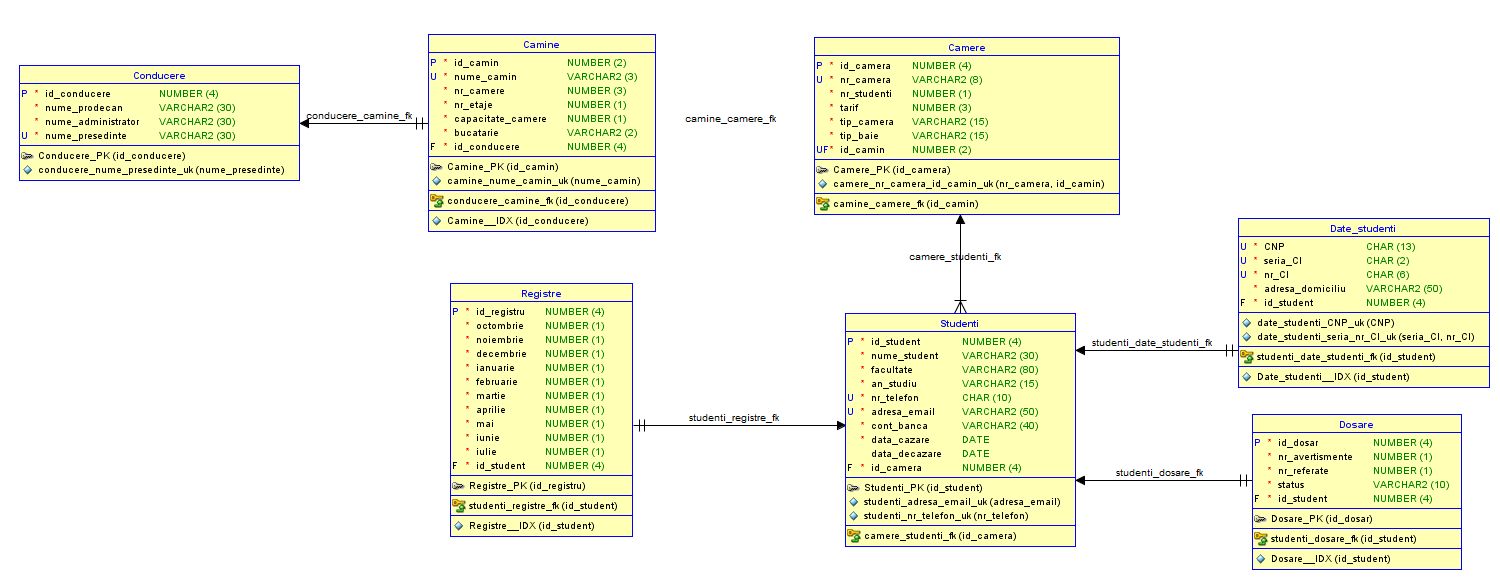 Conducere
P * id_conducere NUMBER (4)
* nume_prodecan VARCHAR2 (30)
* nume_administrator VARCHAR2 (30)
U * nume_presedinte VARCHAR2 (30)
Conducere_PK (id_conducere)
conducere_nume_presedinte_uk (nume_presedinte)
conducere_camine_fk
Camine
P * id_camin NUMBER (2)
U * nume_camin VARCHAR2 (3)
* nr_camere NUMBER (3)
* nr_etaje NUMBER (1)
* capacitate_camere NUMBER (1)
* bucatarie VARCHAR2 (2)
F * id_conducere NUMBER (4)
Camine_PK (id_camin)
camine_nume_camin_uk (nume_camin)
conducere_camine_fk (id_conducere)
Camine__IDX (id_conducere)
camine_camere_fk
Camere
P * id_camera NUMBER (4)
U * nr_camera VARCHAR2 (8)
* nr_studenti NUMBER (1)
* tarif NUMBER (3)
* tip_camera VARCHAR2 (15)
* tip_baie VARCHAR2 (15)
UF* id_camin NUMBER (2)
Camere_PK (id_camera)
camere_nr_camera_id_camin_uk (nr_camera, id_camin)
camine_camere_fk (id_camin)
camere_studenti_fk
Date_studenti
U * CNP CHAR (13)
U * seria_CI CHAR (2)
U * nr_CI CHAR (6)
* adresa_domiciliu VARCHAR2 (50)
F * id_student NUMBER (4)
date_studenti_CNP_uk (CNP)
date_studenti_seria_nr_CI_uk (seria_CI, nr_CI)
studenti_date_studenti_fk (id_student)
Date_studenti__IDX (id_student)
Registre
P * id_registru NUMBER (4)
* octombrie NUMBER (1)
* noiembrie NUMBER (1)
* decembrie NUMBER (1)
* ianuarie NUMBER (1)
* februarie NUMBER (1)
* martie NUMBER (1)
* aprilie NUMBER (1)
* mai NUMBER (1)
* iunie NUMBER (1)
* iulie NUMBER (1)
F * id_student NUMBER (4)
Registre_PK (id_registru)
studenti_registre_fk (id_student)
Registre__IDX (id_student)
studenti_registre_fk
Studenti
P * id_student NUMBER (4)
* nume_student VARCHAR2 (30)
* facultate VARCHAR2 (80)
* an_studiu VARCHAR2 (15)
U * nr_telefon CHAR (10)
U * adresa_email VARCHAR2 (50)
* cont_banca VARCHAR2 (40)
* data_cazare DATE
data_decazare DATE
F * id_camera NUMBER (4)
Studenti_PK (id_student)
studenti_adresa_email_uk (adresa_email)
studenti_nr_telefon_uk (nr_telefon)
camere_studenti_fk (id_camera)
studenti_date_studenti_fk
studenti_dosare_fk
Dosare
P * id_dosar NUMBER (4)
* nr_avertismente NUMBER (1)
* nr_referate NUMBER (1)
* status VARCHAR2 (10)
F * id_student NUMBER (4)
Dosare_PK (id_dosar)
studenti_dosare_fk (id_student)
Dosare__IDX (id_student)